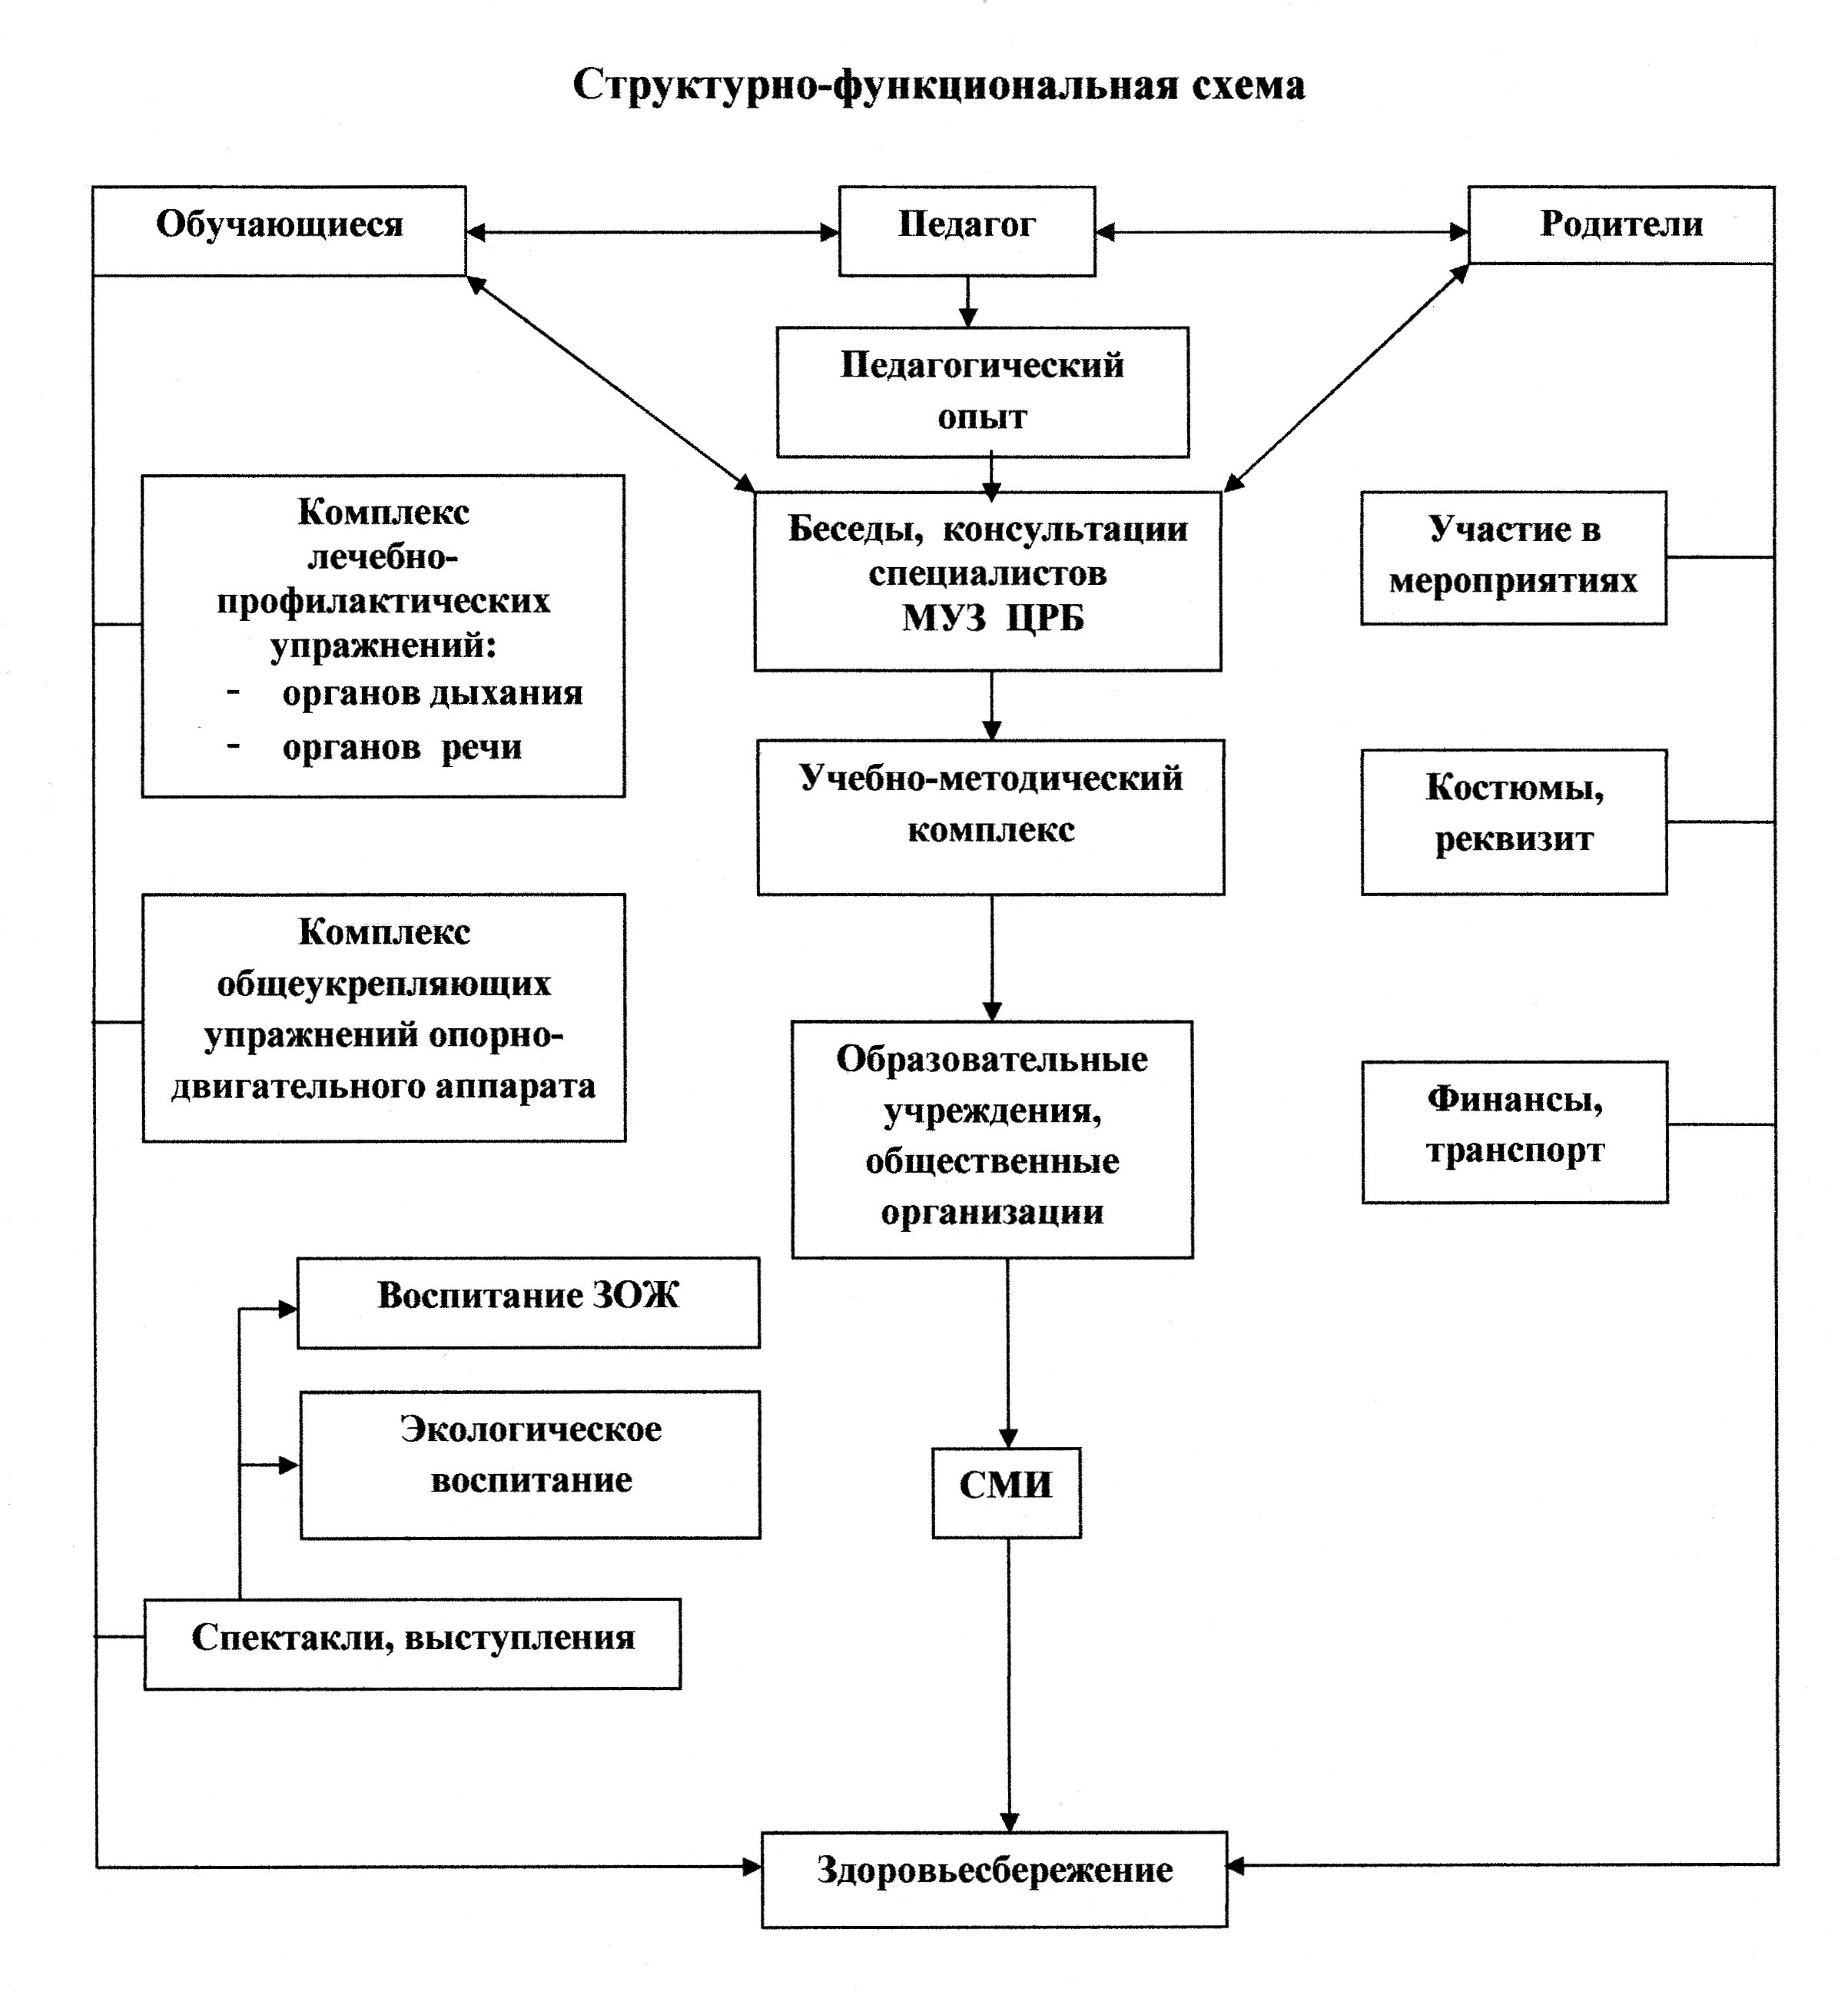 Структурно-функциональная схема
Обучающиеся
Педагог
Родители
Педагогический
опыт
Комплекс
лечебно-
профилактических
упражнений:
- органов дыхания
- органов речи
Беседы, консультации
специалистов
МУЗ ЦРБ
Участие в
мероприятиях
Учебно-методический
комплекс
Костюмы,
реквизит
Комплекс
общеукрепляющих
упражнений опорно-
двигательного аппарата
Образовательные
учреждения,
общественные
организации
Финансы,
транспорт
Воспитание ЗОЖ
Экологическое
воспитание
СМИ
Спектакли, выступления
Здоровьесбережение